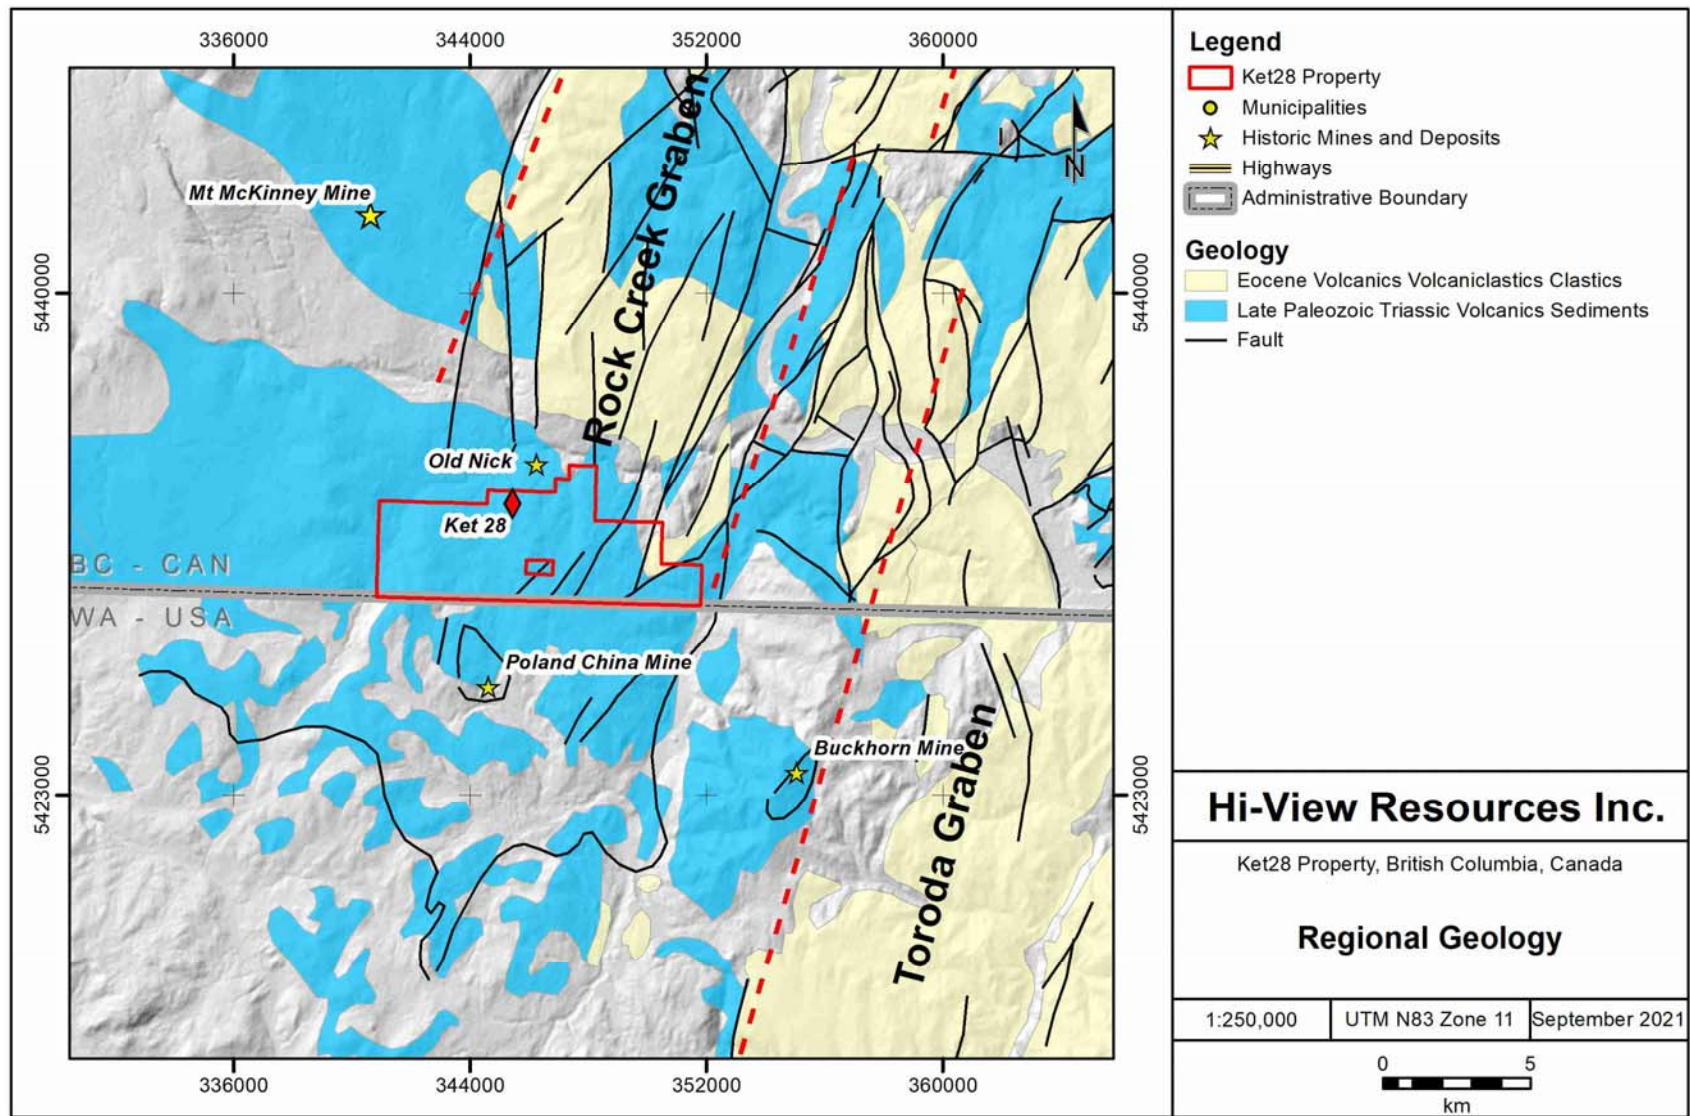 336000
344000
352000
360000
5440000
5423000
Rock Creek Graben
Mt McKinney Mine
Old Nick
Ket 28
BC - CAN
WA - USA
Poland China Mine
Buckhorn Mine
Toroda Graben
N
5440000
5423000
336000
344000
352000
360000
Legend
Ket28 Property
Municipalities
Historic Mines and Deposits
Highways
Administrative Boundary
Geology
Eocene Volcanics Volcaniclastics Clastics
Late Paleozoic Triassic Volcanics Sediments
Fault
Hi-View Resources Inc.
Ket28 Property, British Columbia, Canada
Regional Geology
1:250,000
UTM N83 Zone 11
September 2021
0 5
km